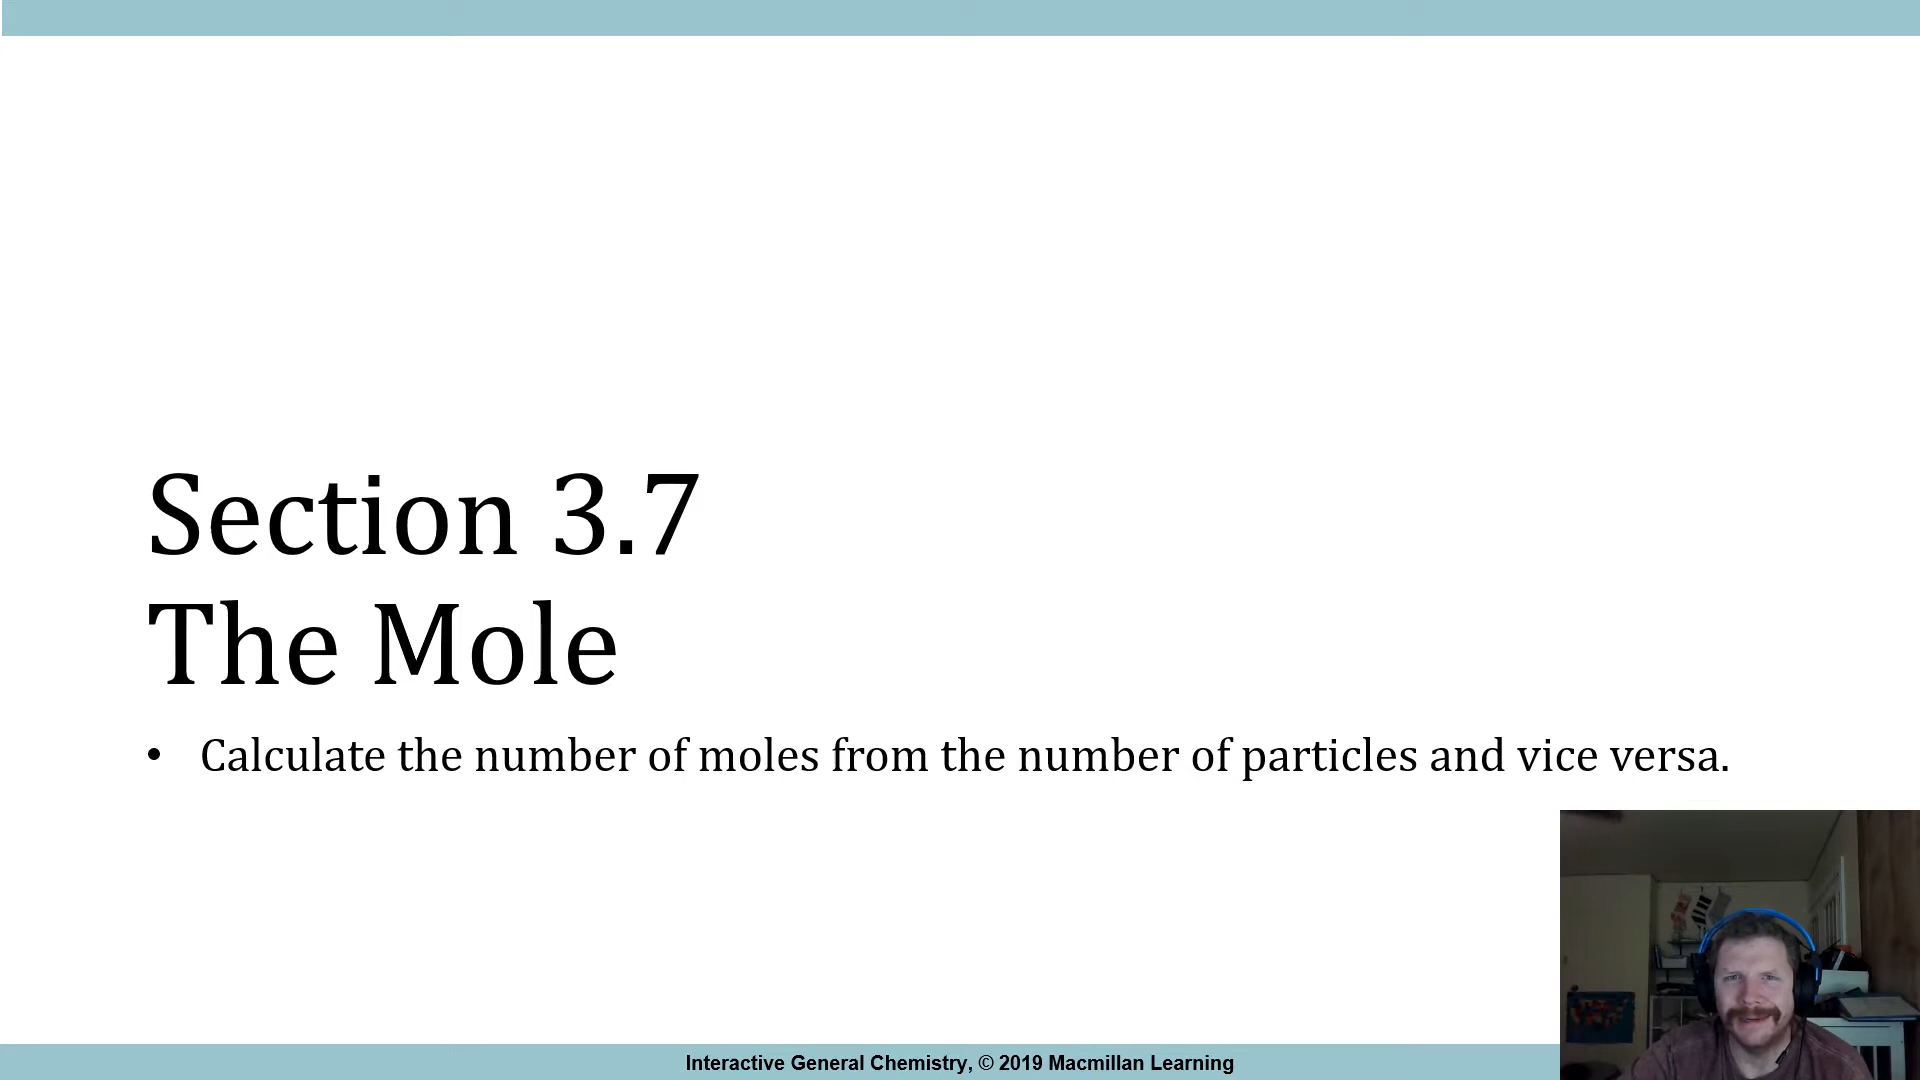 Section 3.7
The Mole
• Calculate the number of moles from the number of particles and vice versa.
Interactive General Chemistry, © 2019 Macmillan Learning